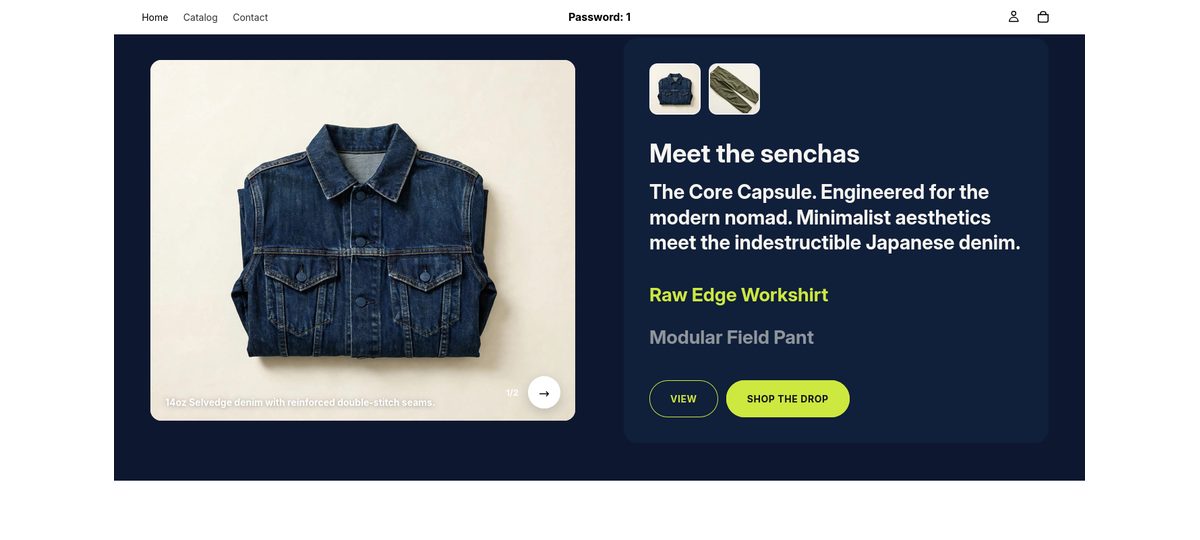 Home Catalog Contact
Password: 1
Meet the senchas
The Core Capsule. Engineered for the
modern nomad. Minimalist aesthetics
meet the indestructible Japanese denim.
Raw Edge Workshirt
Modular Field Pant
VIEW
SHOP THE DROP
14oz Selvedge denim with reinforced double-stitch seams.
1/2